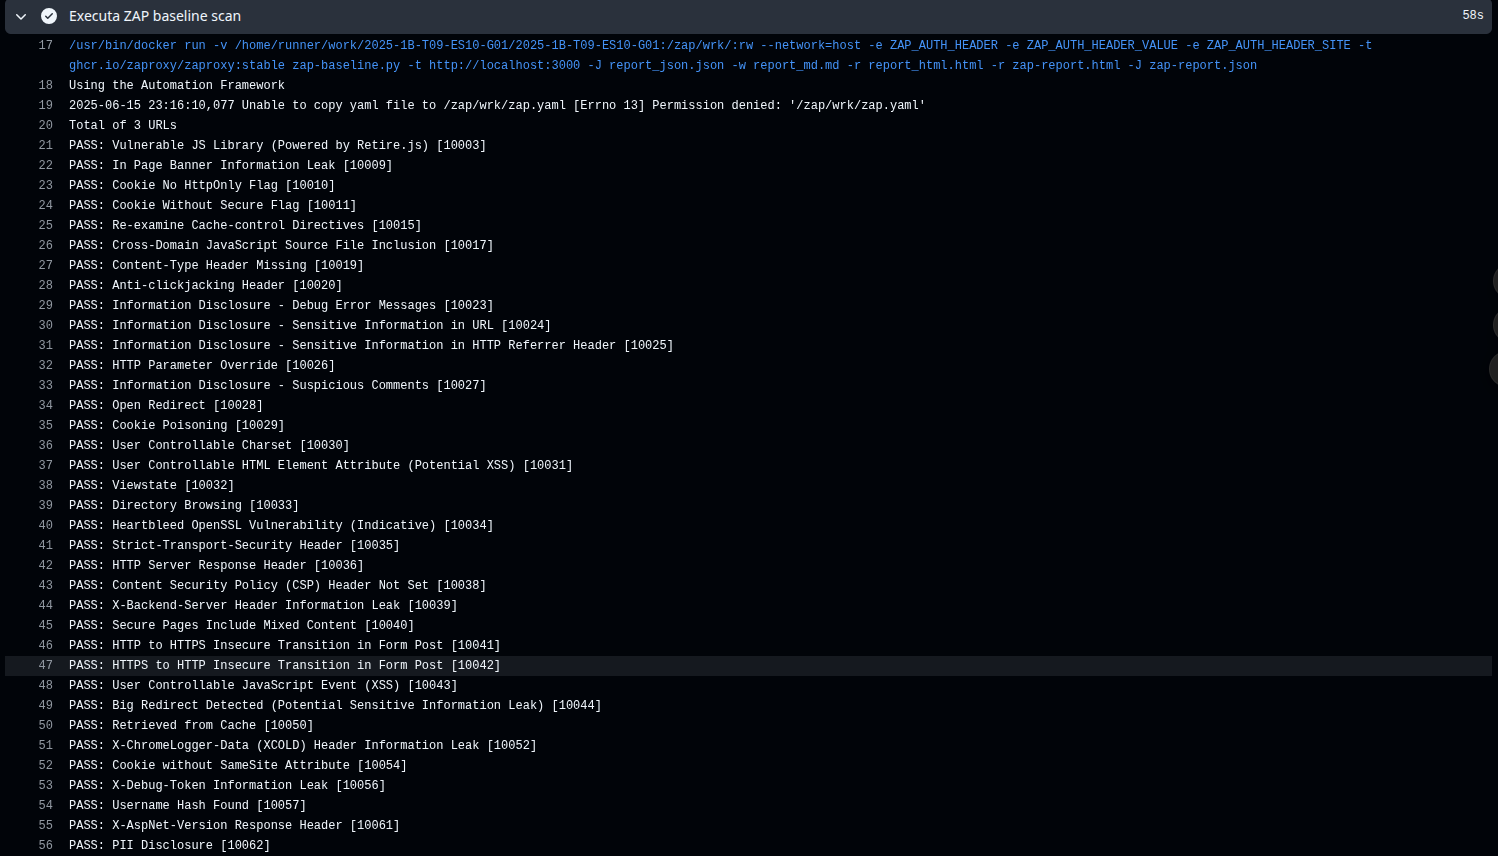 Executa ZAP baseline scan 58s
17 /usr/bin/docker run -v /home/runner/work/2025-1B-T09-ES10-G01/2025-1B-T09-ES10-G01:/zap/wrk/:rw --network=host -e ZAP_AUTH_HEADER -e ZAP_AUTH_HEADER_VALUE -e ZAP_AUTH_HEADER_SITE -t
ghcr.io/zaproxy/zaproxy:stable zap-baseline.py -t http://localhost:3000 -J report_json.json -w report_md.md -r report_html.html -r zap-report.html -J zap-report.json
18 Using the Automation Framework
19 2025-06-15 23:16:10,077 Unable to copy yaml file to /zap/wrk/zap.yaml [Errno 13] Permission denied: '/zap/wrk/zap.yaml'
20 Total of 3 URLs
21 PASS: Vulnerable JS Library (Powered by Retire.js) [10003]
22 PASS: In Page Banner Information Leak [10009]
23 PASS: Cookie No HttpOnly Flag [10010]
24 PASS: Cookie Without Secure Flag [10011]
25 PASS: Re-examine Cache-control Directives [10015]
26 PASS: Cross-Domain JavaScript Source File Inclusion [10017]
27 PASS: Content-Type Header Missing [10019]
28 PASS: Anti-clickjacking Header [10020]
29 PASS: Information Disclosure - Debug Error Messages [10023]
30 PASS: Information Disclosure - Sensitive Information in URL [10024]
31 PASS: Information Disclosure - Sensitive Information in HTTP Referrer Header [10025]
32 PASS: HTTP Parameter Override [10026]
33 PASS: Information Disclosure - Suspicious Comments [10027]
34 PASS: Open Redirect [10028]
35 PASS: Cookie Poisoning [10029]
36 PASS: User Controllable Charset [10030]
37 PASS: User Controllable HTML Element Attribute (Potential XSS) [10031]
38 PASS: Viewstate [10032]
39 PASS: Directory Browsing [10033]
40 PASS: Heartbleed OpenSSL Vulnerability (Indicative) [10034]
41 PASS: Strict-Transport-Security Header [10035]
42 PASS: HTTP Server Response Header [10036]
43 PASS: Content Security Policy (CSP) Header Not Set [10038]
44 PASS: X-Backend-Server Header Information Leak [10039]
45 PASS: Secure Pages Include Mixed Content [10040]
46 PASS: HTTP to HTTPS Insecure Transition in Form Post [10041]
47 PASS: HTTPS to HTTP Insecure Transition in Form Post [10042]
48 PASS: User Controllable JavaScript Event (XSS) [10043]
49 PASS: Big Redirect Detected (Potential Sensitive Information Leak) [10044]
50 PASS: Retrieved from Cache [10050]
51 PASS: X-ChromeLogger-Data (XCOLD) Header Information Leak [10052]
52 PASS: Cookie without SameSite Attribute [10054]
53 PASS: X-Debug-Token Information Leak [10056]
54 PASS: Username Hash Found [10057]
55 PASS: X-AspNet-Version Response Header [10061]
56 PASS: PII Disclosure [10062]